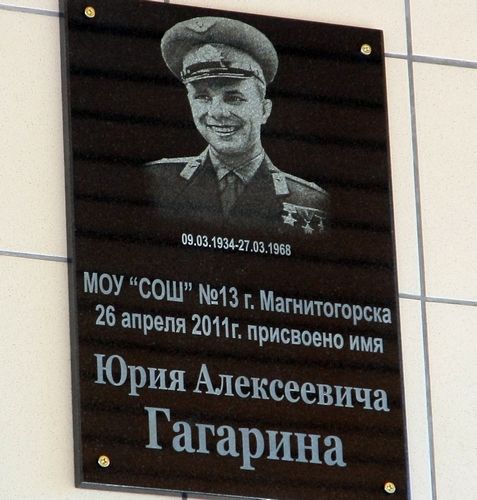 09.03.1934-27.03.1968
МОУ “СОШ” №13 г. Магнитогорска
26 апреля 2011г. присвоено имя
Юрия Алексеевича
Гагарина